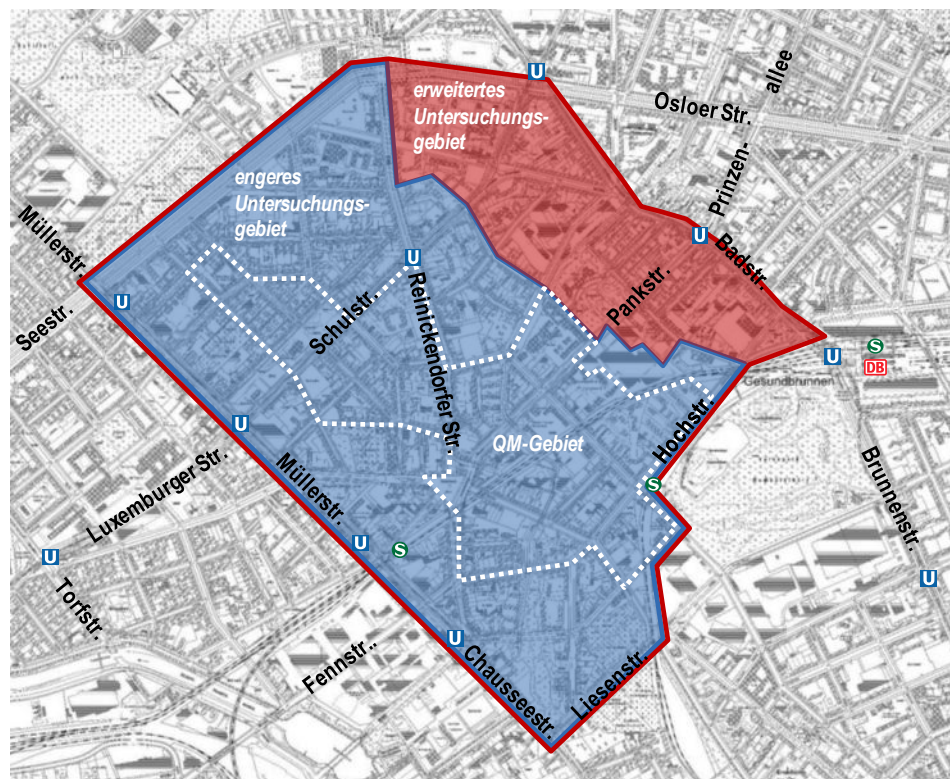 allee
Osloer Str.
erweitertes
Untersuchungs-
gebiet
Prinzen-
engeres
Untersuchungs-
gebiet
Müllerstr.
Seestr.
Badstr.
Pankstr.
Schulstr.
Reinickendorfer Str.
Gesundbrunnen
QM-Gebiet
Hochstr.
Luxemburger Str.
Müllerstr.
Brunnenstr.
Torfstr.
Fennstr..
Chausseestr.
Liesenstr.
U
U
U
U
U
U
U
U
U
U
S
S
S
DB